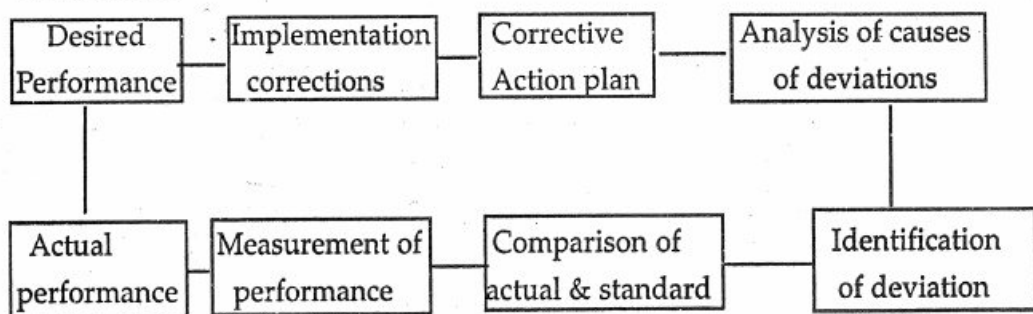 Desired
Performance
Implementation
corrections
Corrective
Action plan
Analysis of causes
of deviations
Actual
performance
Measurement of
performance
Comparison of
actual & standard
Identification
of deviation